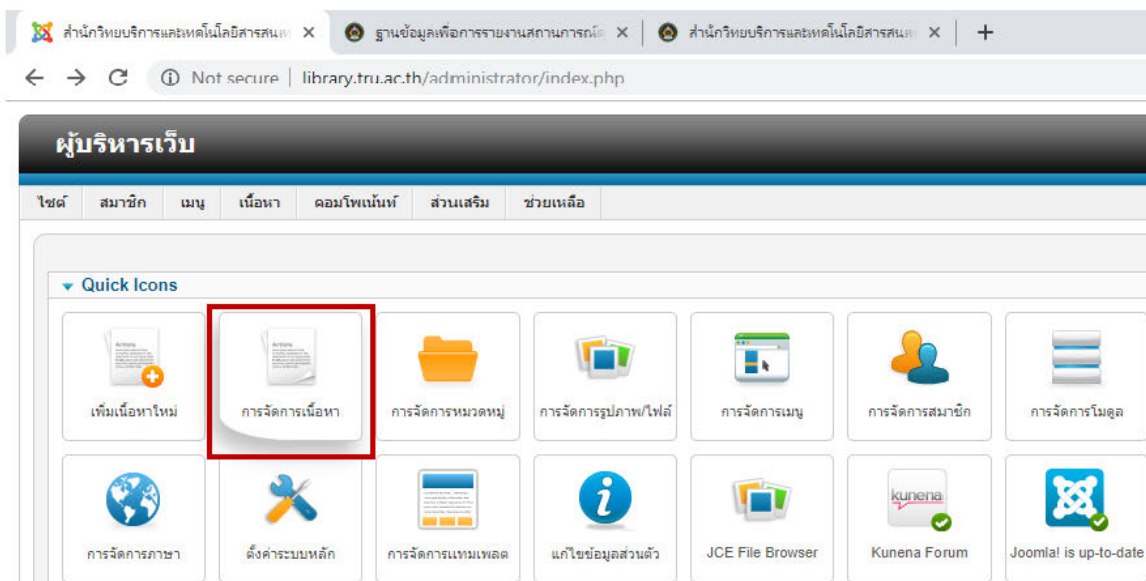 สำนักวิทยบริการและเทคโนโลยีสารสนเท
ฐานข้อมูลเพื่อการรายงานสถานการณ์
สำนักวิทยบริการและเทคโนโลยีสารสนเ
Not secure | library.tru.ac.th/administrator/index.php
ผู้บริหารเว็บ
ไซต์ สมาชิก เมนู เนื้อหา คอมโพเน้นท์ ส่วนเสริม ช่วยเหลือ
Quick Icons
เพิ่มเนื้อหาใหม่ การจัดการเนื้อหา การจัดการหมวดหมู่ การจัดการรูปภาพ/ไฟล์ การจัดการเมนู การจัดการสมาชิก การจัดการโมดูล
kunena
การจัดการภาษา ตั้งค่าระบบหลัก การจัดการแทมเพลต แก้ไขข้อมูลส่วนตัว JCE File Browser Kunena Forum Joomla! is up-to-date